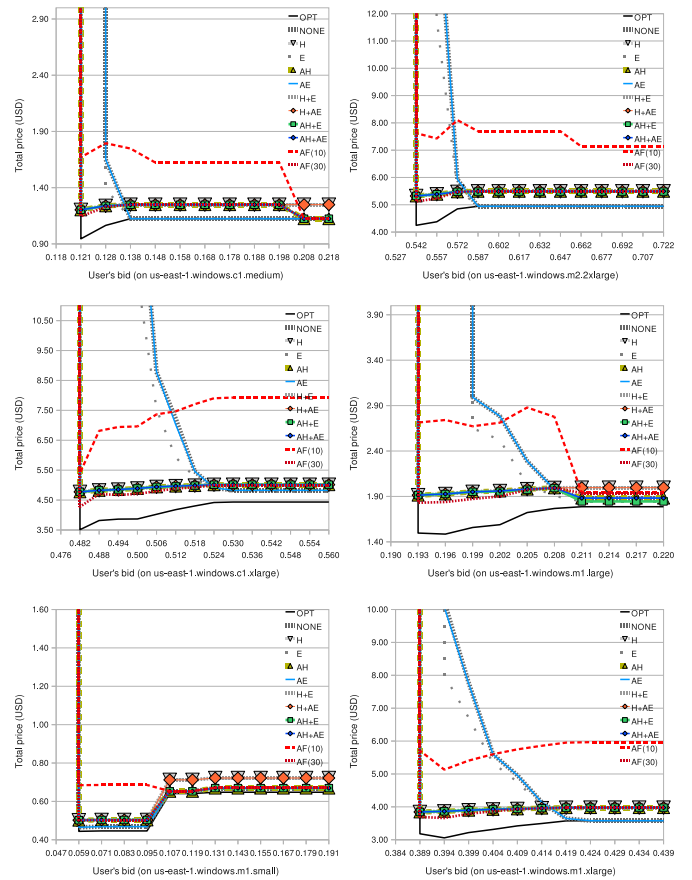 2.90
2.40
1.90
1.40
0.90
Total price (USD)
0.118 0.121 0.128 0.138 0.148 0.158 0.168 0.178 0.188 0.198 0.208 0.218
User's bid (on us-east-1.windows.c1.medium)
OPT
NONE
H
E
AH
AE
H+E
H+AE
AH+E
AH+AE
AF(10)
AF(30)
12.00
11.00
10.00
9.00
8.00
7.00
6.00
5.00
4.00
Total price (USD)
0.542 0.572 0.602 0.632 0.662 0.692 0.722
0.527 0.557 0.587 0.617 0.647 0.677 0.707
User's bid (on us-east-1.windows.m2.2xlarge)
OPT
NONE
H
E
AH
AE
H+E
H+AE
AH+E
AH+AE
AF(10)
AF(30)
10.50
9.50
8.50
7.50
6.50
5.50
4.50
3.50
Total price (USD)
0.482 0.494 0.506 0.518 0.530 0.542 0.554
0.476 0.488 0.500 0.512 0.524 0.536 0.548 0.560
User's bid (on us-east-1.windows.c1.xlarge)
OPT
NONE
H
E
AH
AE
H+E
H+AE
AH+E
AH+AE
AF(10)
AF(30)
3.90
3.40
2.90
2.40
1.90
1.40
Total price (USD)
0.190 0.193 0.196 0.199 0.202 0.205 0.208 0.211 0.214 0.217 0.220
User's bid (on us-east-1.windows.m1.large)
OPT
NONE
H
E
AH
AE
H+E
H+AE
AH+E
AH+AE
AF(10)
AF(30)
1.60
1.40
1.20
1.00
0.80
0.60
0.40
Total price (USD)
0.047 0.059 0.071 0.083 0.095 0.107 0.119 0.131 0.143 0.155 0.167 0.179 0.191
User's bid (on us-east-1.windows.m1.small)
OPT
NONE
H
E
AH
AE
H+E
H+AE
AH+E
AH+AE
AF(10)
AF(30)
10.00
9.00
8.00
7.00
6.00
5.00
4.00
3.00
Total price (USD)
0.384 0.389 0.394 0.399 0.404 0.409 0.414 0.419 0.424 0.429 0.434 0.439
User's bid (on us-east-1.windows.m1.xlarge)
OPT
NONE
H
E
AH
AE
H+E
H+AE
AH+E
AH+AE
AF(10)
AF(30)